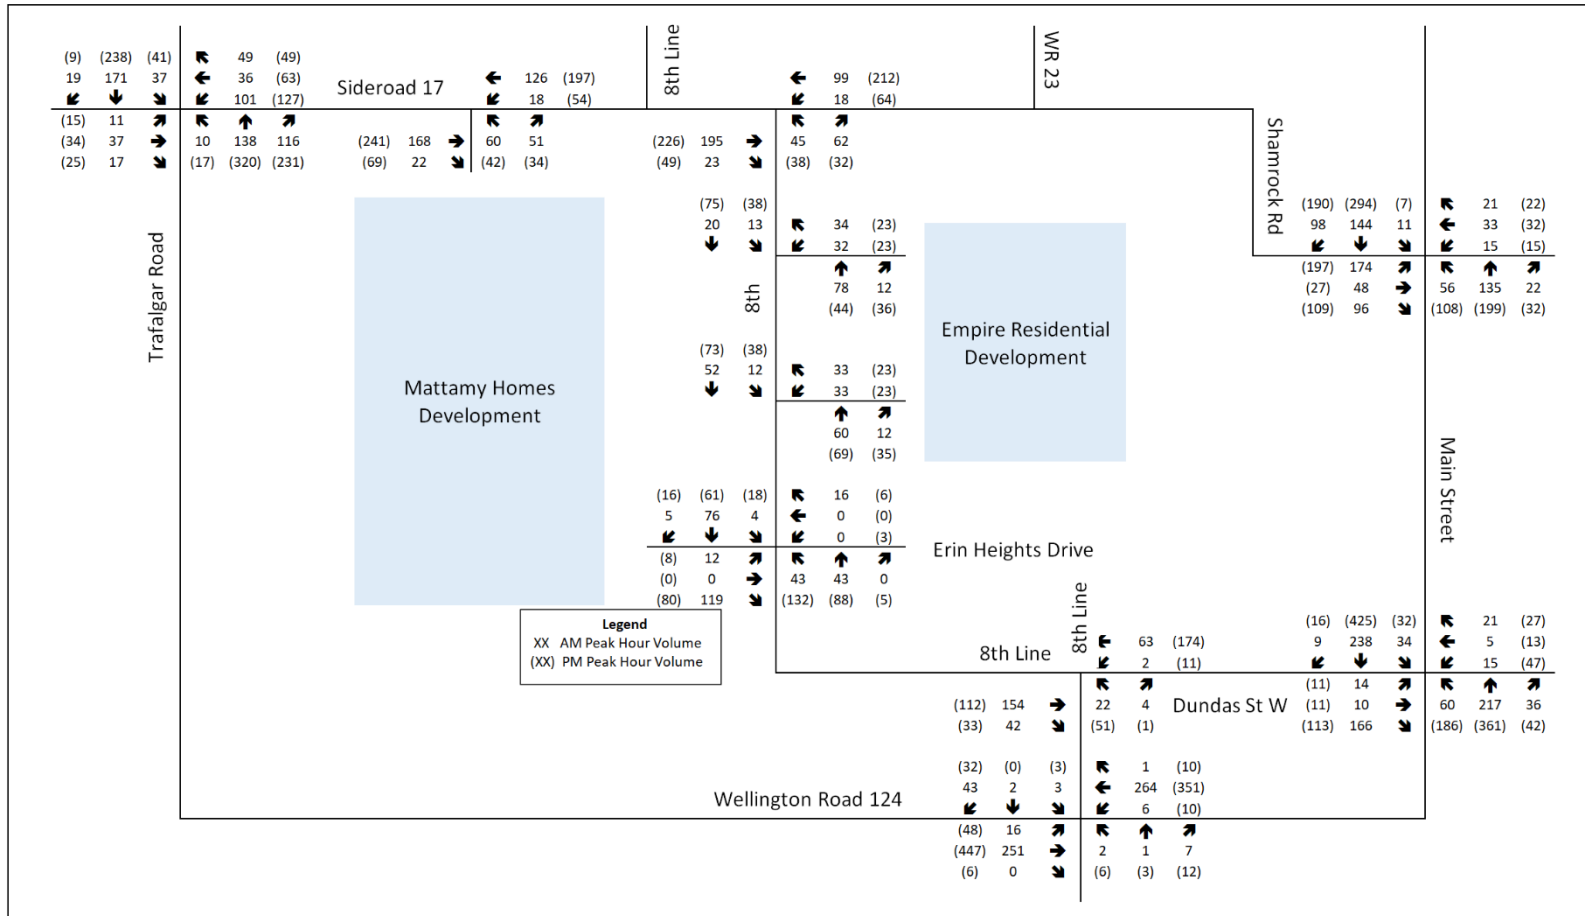 8th Line
WR 23
(9) (238) (41) 49 (49)
19 171 37 36 (63)
101 (127)
Sideroad 17
126 (197)
18 (54)
99 (212)
18 (64)
(15) 11
(34) 37 10 138 116
(25) 17 (17) (320) (231)
(241) 168 60 51
(69) 22 (42) (34)
(226) 195 45 62
(49) 23 (38) (32)
Shamrock Rd
(75) (38)
20 13 34 (23)
32 (23)
78 12
(44) (36)
8th
Trafalgar Road
(190) (294) (7) 21 (22)
98 144 11 33 (32)
15 (15)
(197) 174
(27) 48 56 135 22
(109) 96 (108) (199) (32)
Empire Residential
Development
Mattamy Homes
Development
(73) (38)
52 12 33 (23)
33 (23)
60 12
(69) (35)
Main Street
(16) (61) (18) 16 (6)
5 76 4 0 (0)
0 (3)
Erin Heights Drive
(8) 12
(0) 0 43 43 0
(80) 119 (132) (88) (5)
Legend
XX AM Peak Hour Volume
(XX) PM Peak Hour Volume
8th Line
8th Line
63 (174)
2 (11)
(16) (425) (32) 21 (27)
9 238 34 5 (13)
15 (47)
Dundas St W
(112) 154 22 4
(33) 42 (51) (1)
(11) 14
(11) 10 60 217 36
(113) 166 (186) (361) (42)
Wellington Road 124
(32) (0) (3) 1 (10)
43 2 3 264 (351)
6 (10)
(48) 16
(447) 251 2 1 7
(6) 0 (6) (3) (12)